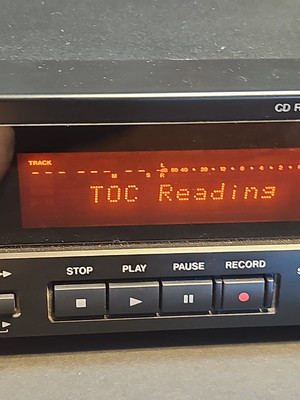 CD R
TRACK
M S
L
R
TOC Reading
STOP PLAY PAUSE RECORD